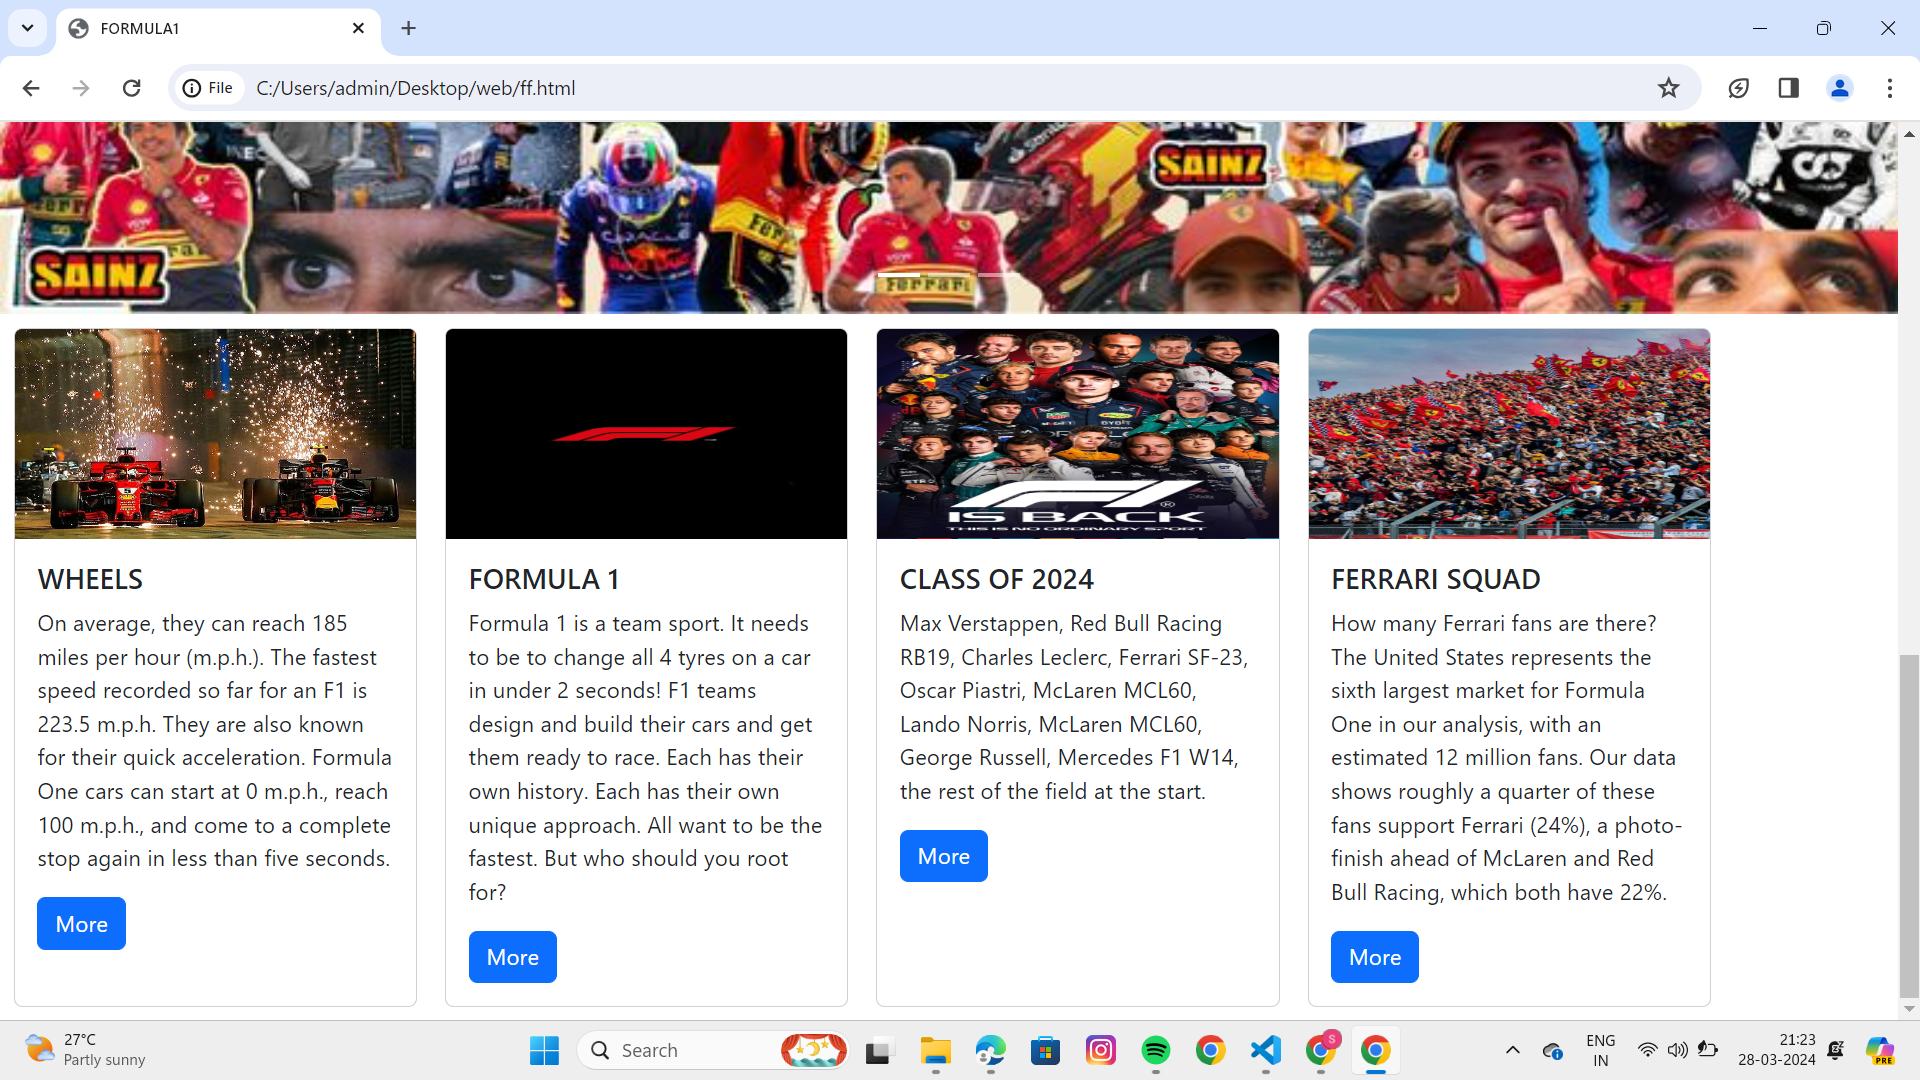 FORMULA1
File
C:/Users/admin/Desktop/web/ff.html
SAINZ
SAINZ
Ferrari
IS BACK
THIS IS NO ORDINARY SPORT
WHEELS
On average, they can reach 185
miles per hour (m.p.h.). The fastest
speed recorded so far for an F1 is
223.5 m.p.h. They are also known
for their quick acceleration. Formula
One cars can start at 0 m.p.h., reach
100 m.p.h., and come to a complete
stop again in less than five seconds.
More
FORMULA 1
Formula 1 is a team sport. It needs
to be to change all 4 tyres on a car
in under 2 seconds! F1 teams
design and build their cars and get
them ready to race. Each has their
own history. Each has their own
unique approach. All want to be the
fastest. But who should you root
for?
More
CLASS OF 2024
Max Verstappen, Red Bull Racing
RB19, Charles Leclerc, Ferrari SF-23,
Oscar Piastri, McLaren MCL60,
Lando Norris, McLaren MCL60,
George Russell, Mercedes F1 W14,
the rest of the field at the start.
More
FERRARI SQUAD
How many Ferrari fans are there?
The United States represents the
sixth largest market for Formula
One in our analysis, with an
estimated 12 million fans. Our data
shows roughly a quarter of these
fans support Ferrari (24%), a photo-
finish ahead of McLaren and Red
Bull Racing, which both have 22%.
More
27°C
Partly sunny
Search
S
ENG
IN
21:23
28-03-2024
PRE